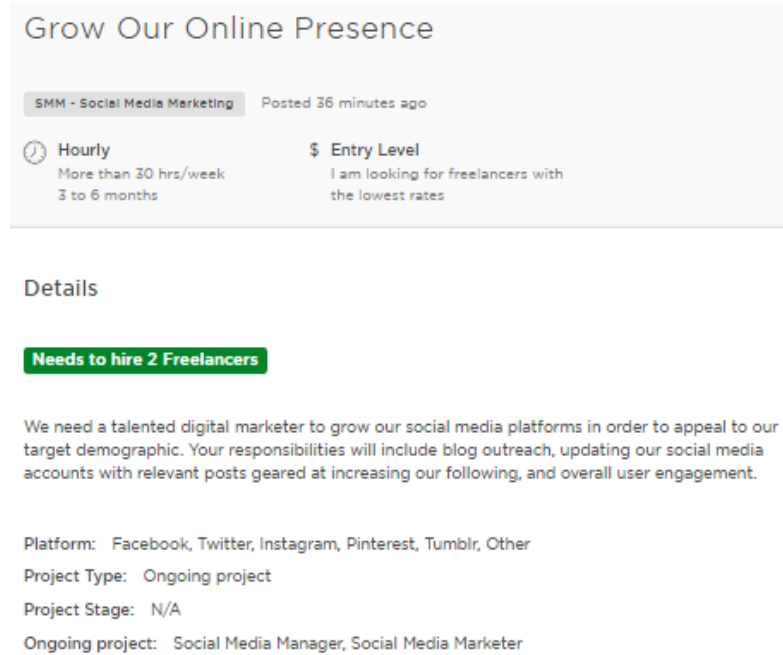 Grow Our Online Presence
SMM - Social Media Marketing Posted 36 minutes ago
Hourly $ Entry Level
More than 30 hrs/week I am looking for freelancers with
3 to 6 months the lowest rates
Details
Needs to hire 2 Freelancers
We need a talented digital marketer to grow our social media platforms in order to appeal to our
target demographic. Your responsibilities will include blog outreach, updating our social media
accounts with relevant posts geared at increasing our following, and overall user engagement.
Platform: Facebook, Twitter, Instagram, Pinterest, Tumblr, Other
Project Type: Ongoing project
Project Stage: N/A
Ongoing project: Social Media Manager, Social Media Marketer